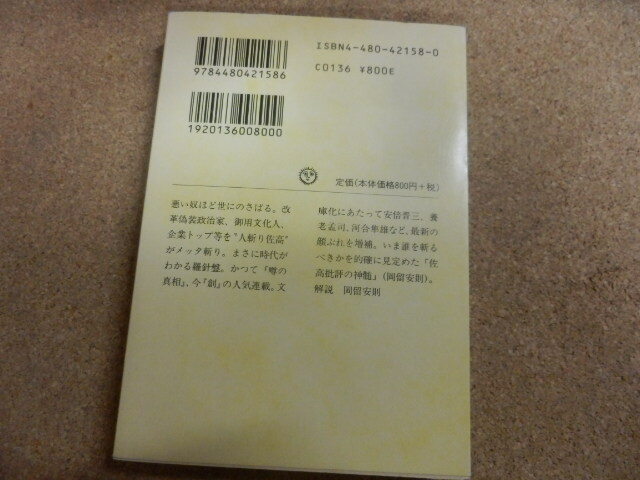 ISBN4-480-42158-0
9784480421586
C0136 ¥800E
1920136008000
定価(本体価格800円+税)
悪い奴ほど世にのさばる。改
革偽装政治家、御用文化人、
企業トップ等を“人斬り佐高”
がメッタ斬り。まさに時代が
わかる羅針盤。かつて『噂の
真相』、今『創』の人気連載。文
庫化にあたって安倍晋三、養
老孟司、河合隼雄など、最新の
顔ぶれを増補。いま誰を斬る
べきかを的確に見定めた「佐
高批評の神髄」(岡留安則)。
解説 岡留安則